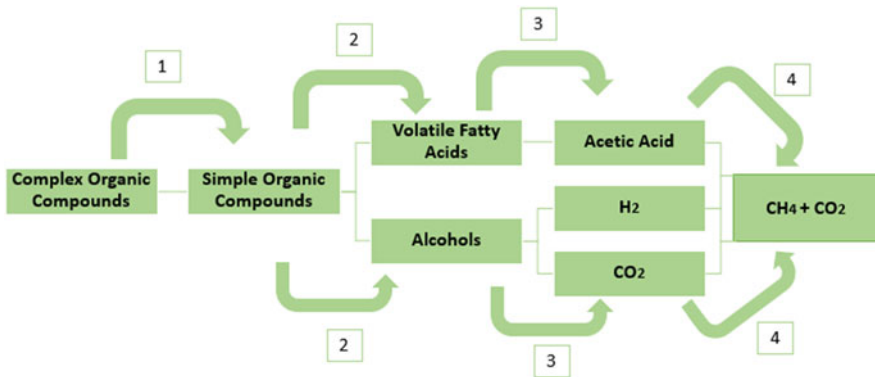 1
2
3
4
Volatile Fatty
Acids
Acetic Acid
Complex Organic
Compounds
Simple Organic
Compounds
H2
CH4 + CO2
Alcohols
CO2
2
3
4